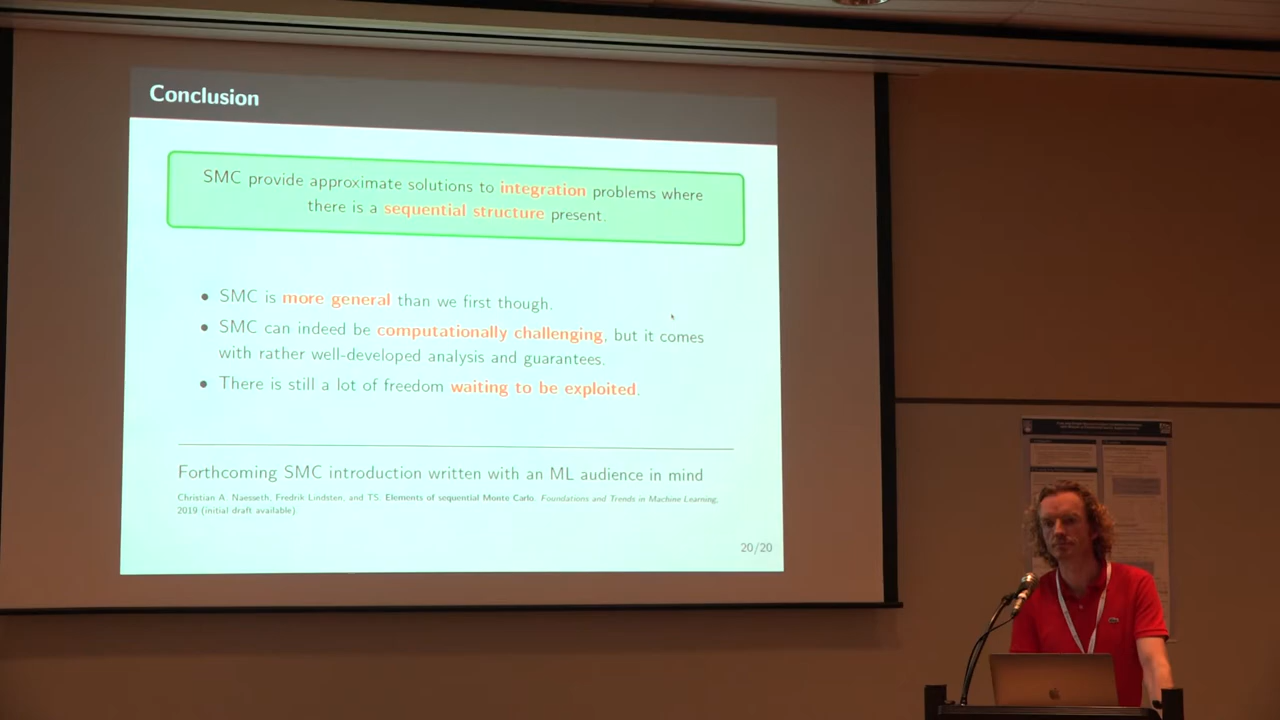 Conclusion
SMC provide approximate solutions to integration problems where
there is a sequential structure present.
• SMC is more general than we first though.
• SMC can indeed be computationally challenging, but it comes
with rather well-developed analysis and guarantees.
• There is still a lot of freedom waiting to be exploited.
Forthcoming SMC introduction written with an ML audience in mind
Christian A. Naesseth, Fredrik Lindsten, and TS. Elements of sequential Monte Carlo. Foundations and Trends in Machine Learning,
2019 (initial draft available)
20/20